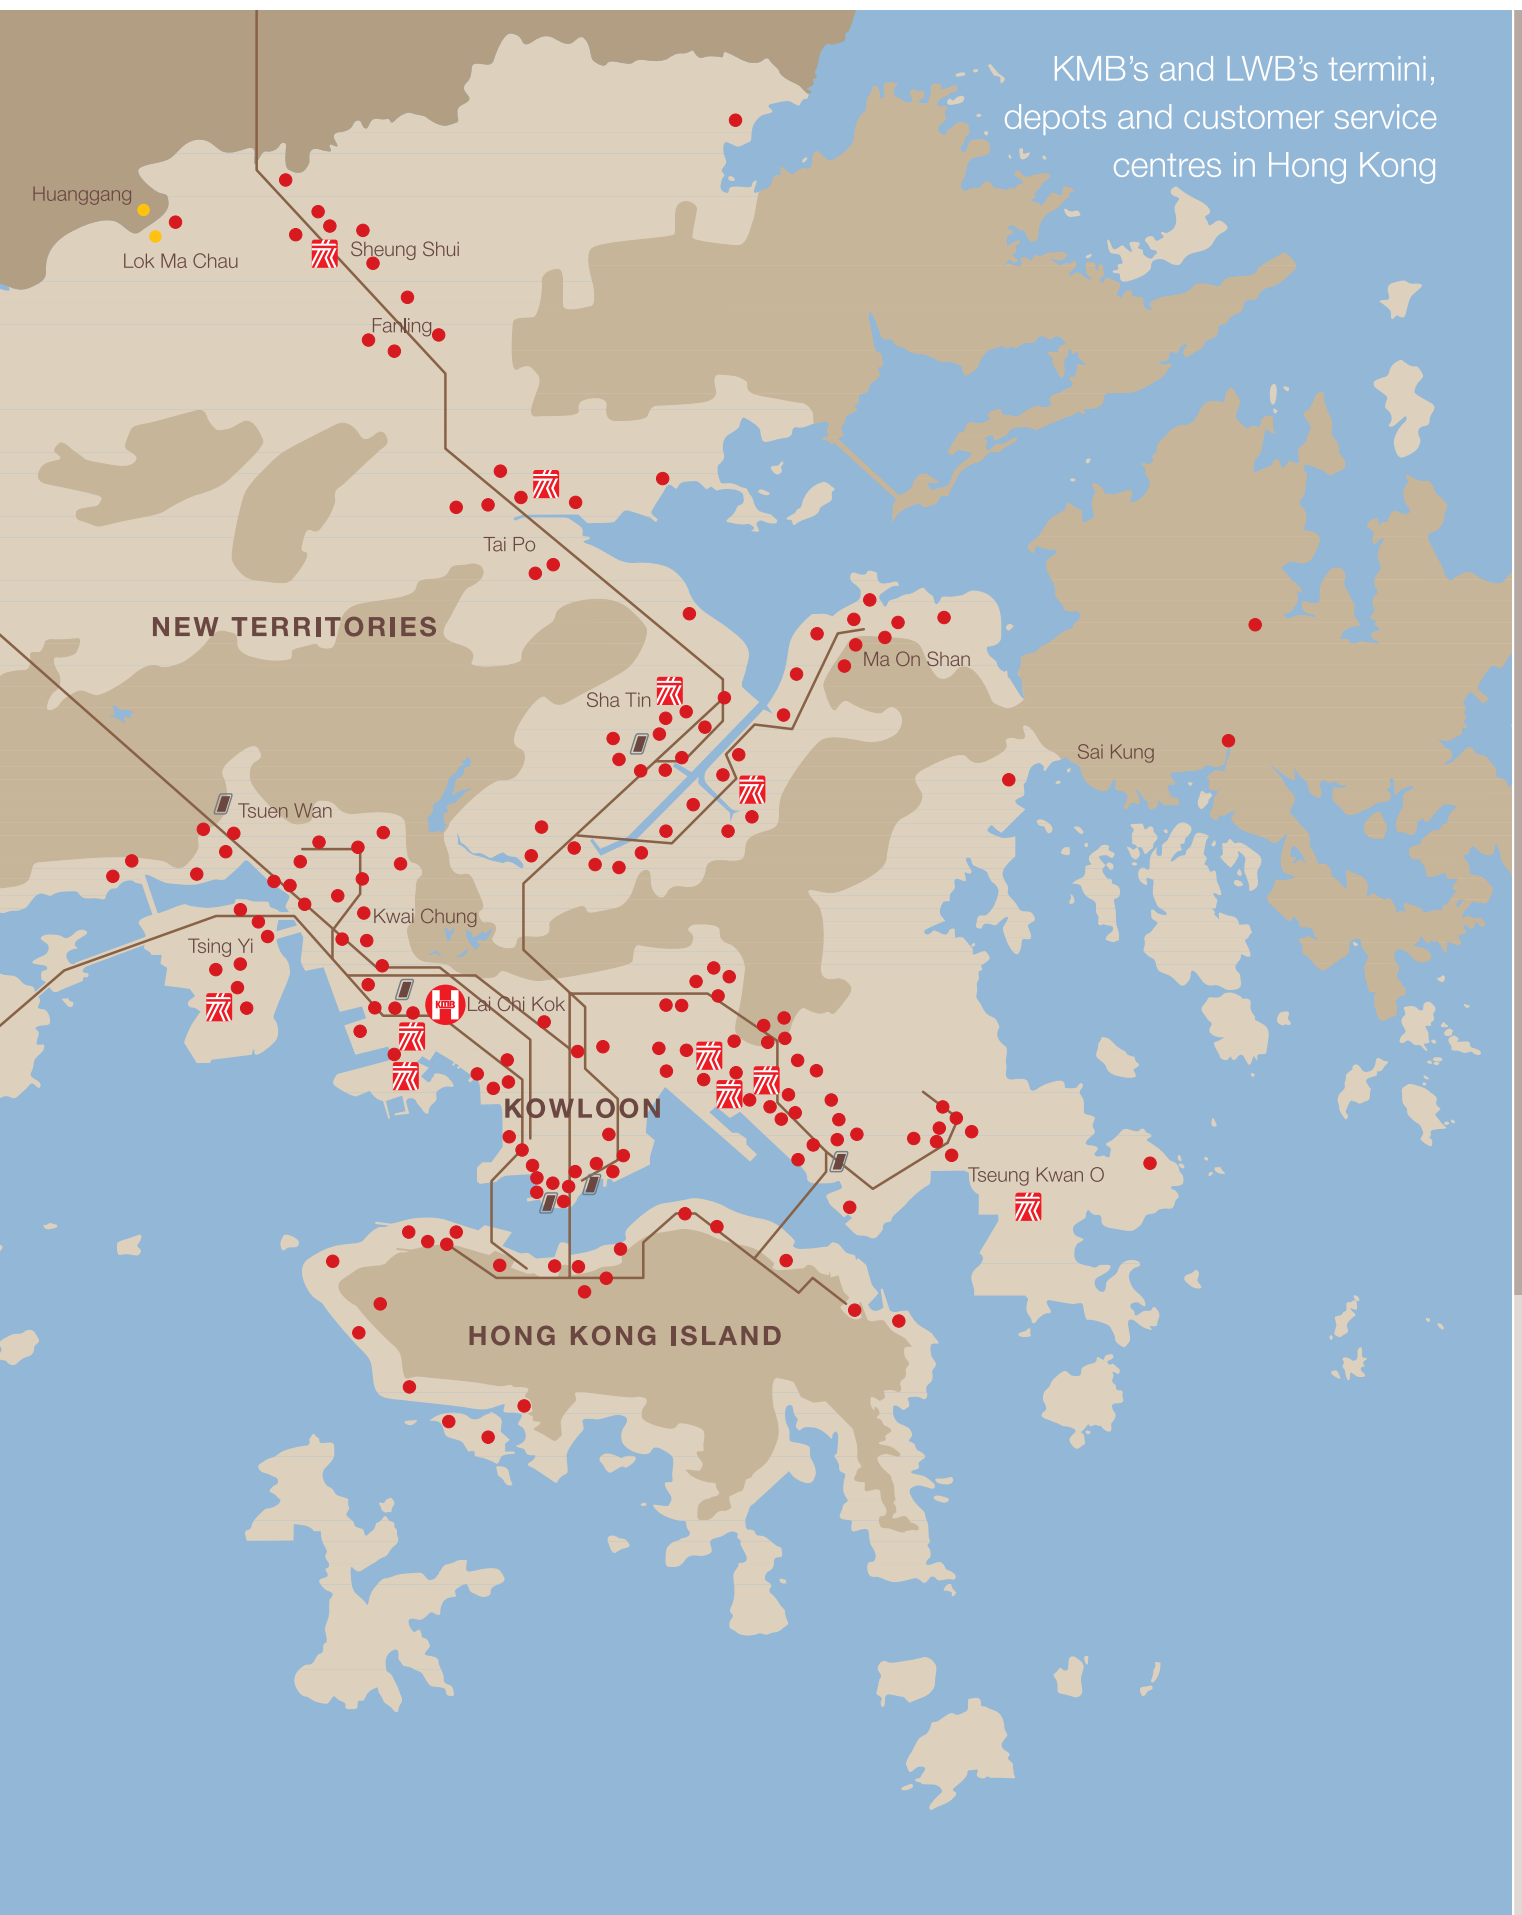 KMB's and LWB's termini,
depots and customer service
centres in Hong Kong
Huanggang
Lok Ma Chau
Sheung Shui
Fanling
Tai Po
NEW TERRITORIES
Ma On Shan
Sha Tin
Sai Kung
Tsuen Wan
Kwai Chung
Tsing Yi
KMB
Lai Chi Kok
KOWLOON
Tseung Kwan O
HONG KONG ISLAND